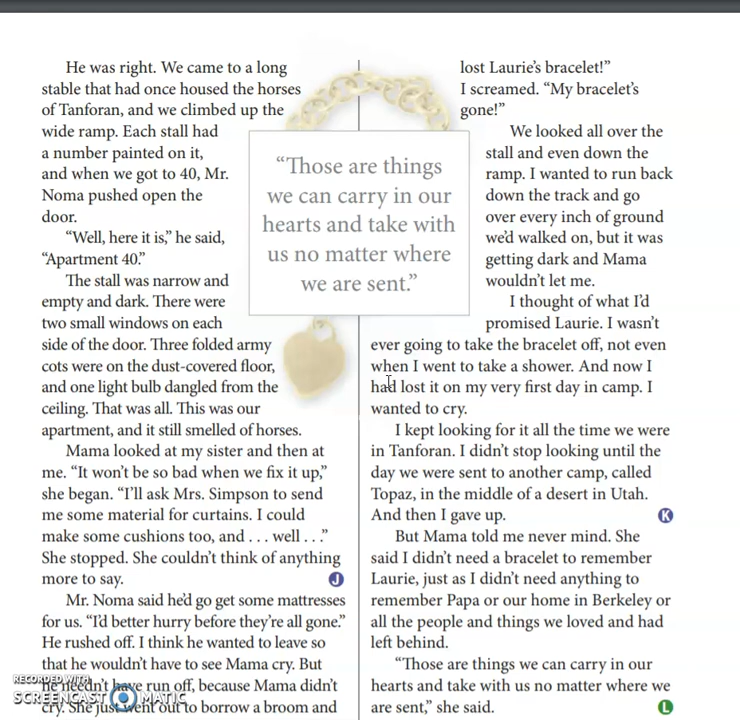 He was right. We came to a long
stable that had once housed the horses
of Tanforan, and we climbed up the
wide ramp. Each stall had
a number painted on it,
and when we got to 40, Mr.
Noma pushed open the
door.
“Well, here it is,” he said,
“Apartment 40.”
The stall was narrow and
empty and dark. There were
two small windows on each
side of the door. Three folded army
cots were on the dust-covered floor,
and one light bulb dangled from the
ceiling. That was all. This was our
apartment, and it still smelled of horses.
Mama looked at my sister and then at
me. “It won’t be so bad when we fix it up,”
she began. “I’ll ask Mrs. Simpson to send
me some material for curtains. I could
make some cushions too, and . . . well . . .”
She stopped. She couldn’t think of anything
more to say.
J
Mr. Noma said he’d go get some mattresses
for us. “I’d better hurry before they’re all gone.”
He rushed off. I think he wanted to leave so
that he wouldn’t have to see Mama cry. But
he needn’t have run off, because Mama didn’t
cry. She just went out to borrow a broom and
“Those are things
we can carry in our
hearts and take with
us no matter where
we are sent.”
lost Laurie’s bracelet!”
I screamed. “My bracelet’s
gone!”
We looked all over the
stall and even down the
ramp. I wanted to run back
down the track and go
over every inch of ground
we’d walked on, but it was
getting dark and Mama
wouldn’t let me.
I thought of what I’d
promised Laurie. I wasn’t
ever going to take the bracelet off, not even
when I went to take a shower. And now I
had lost it on my very first day in camp. I
wanted to cry.
I kept looking for it all the time we were
in Tanforan. I didn’t stop looking until the
day we were sent to another camp, called
Topaz, in the middle of a desert in Utah.
And then I gave up.
K
But Mama told me never mind. She
said I didn’t need a bracelet to remember
Laurie, just as I didn’t need anything to
remember Papa or our home in Berkeley or
all the people and things we loved and had
left behind.
“Those are things we can carry in our
hearts and take with us no matter where we
are sent,” she said.
L
RECORDED WITH
SCREENCAST MATIC